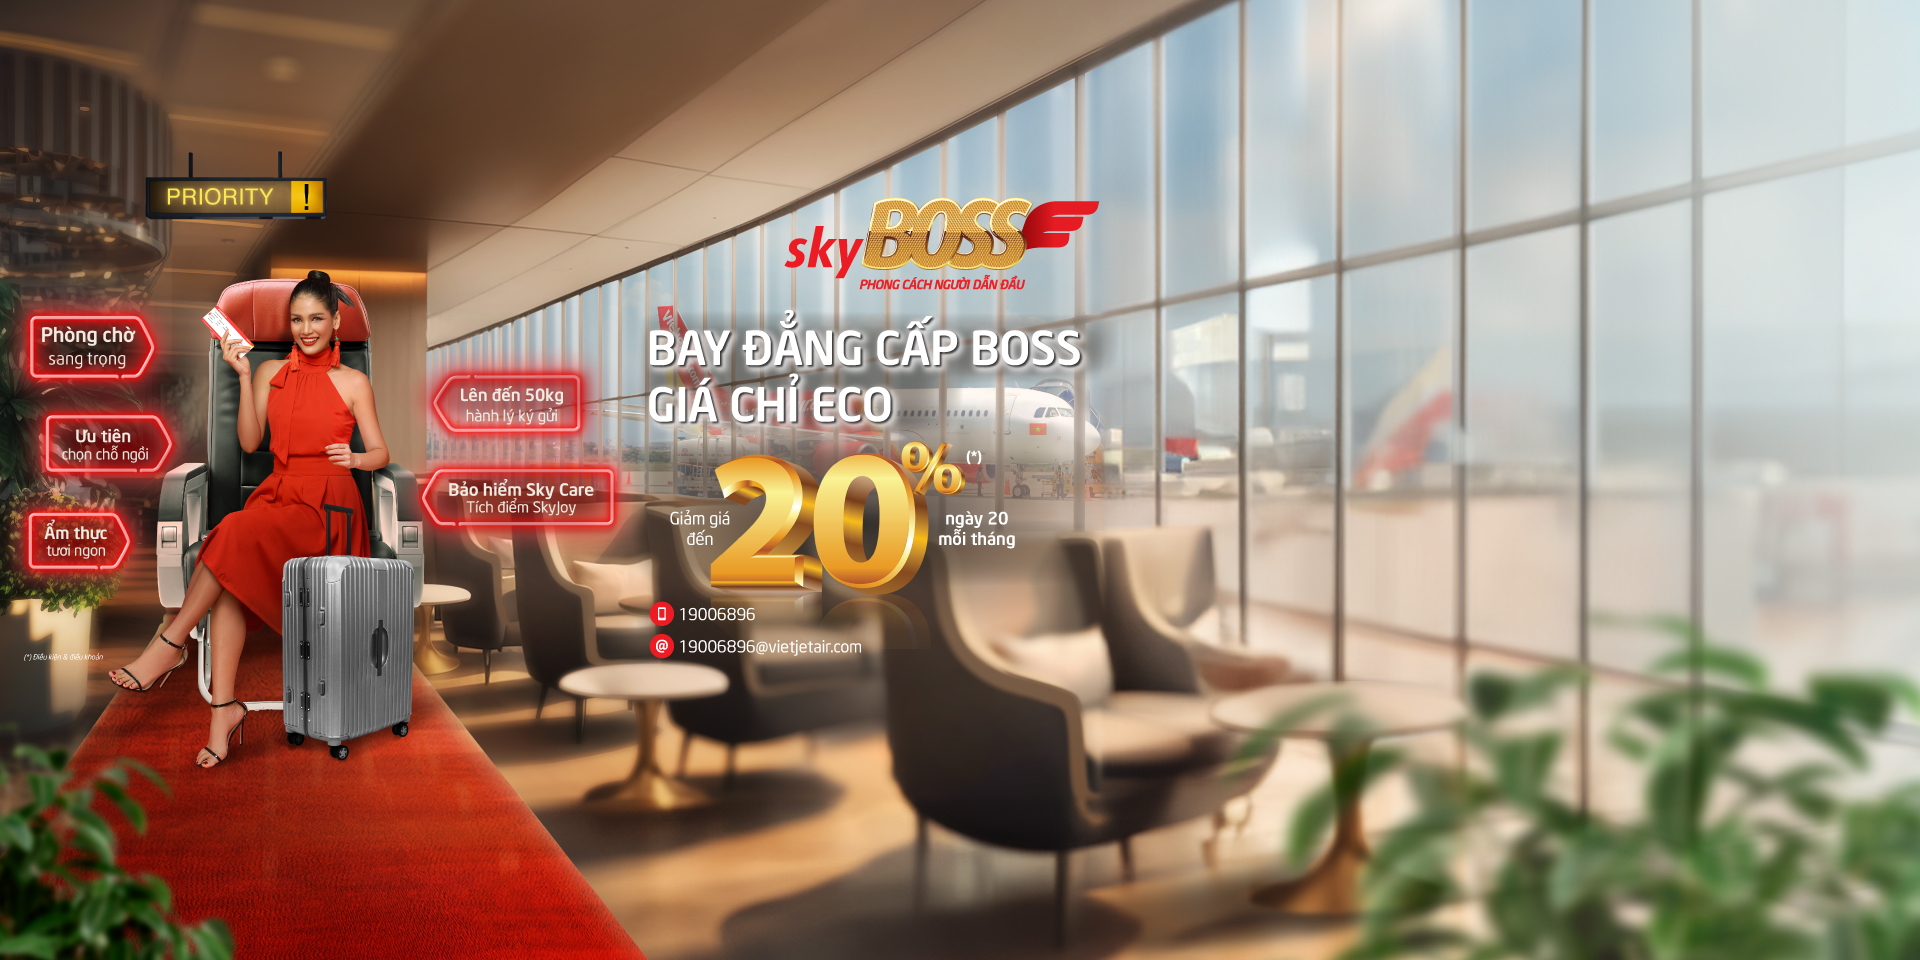 PRIORITY !
sky BOSS
PHONG CÁCH NGƯỜI DẪN ĐẦU
Phòng chờ
sang trọng
Ưu tiên
chọn chỗ ngồi
Ẩm thực
tươi ngon
Lên đến 50kg
hành lý ký gửi
Bảo hiểm Sky Care
Tích điểm SkyJoy
BAY ĐẲNG CẤP BOSS
GIÁ CHỈ ECO
Giảm giá
đến
20% (*)
ngày 20
mỗi tháng
19006896
@ 19006896@vietjetair.com
(*) Điều kiện & điều khoản